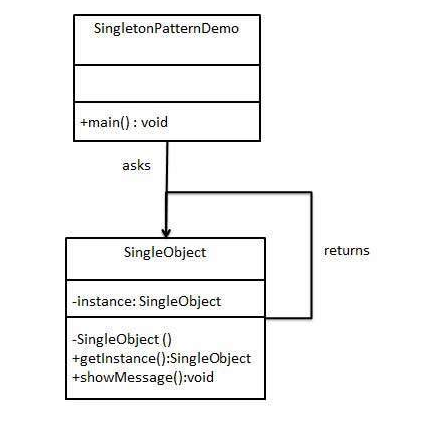 SingletonPatternDemo
+main() : void
asks
SingleObject
returns
-instance: SingleObject
-SingleObject ()
+getInstance():SingleObject
+showMessage():void